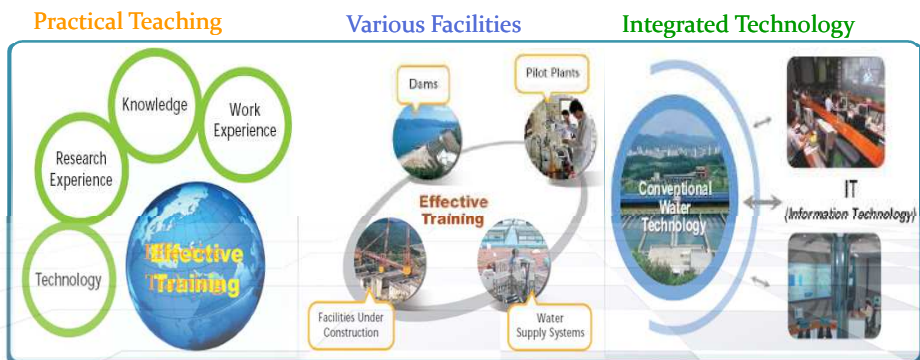 Practical Teaching
Various Facilities
Integrated Technology
Knowledge
Work
Experience
Research
Experience
Technology
Effective
Training
Dams
Pilot Plants
Effective
Training
Facilities Under
Construction
Water
Supply Systems
Conventional
Water
Technology
IT
(Information Technology)